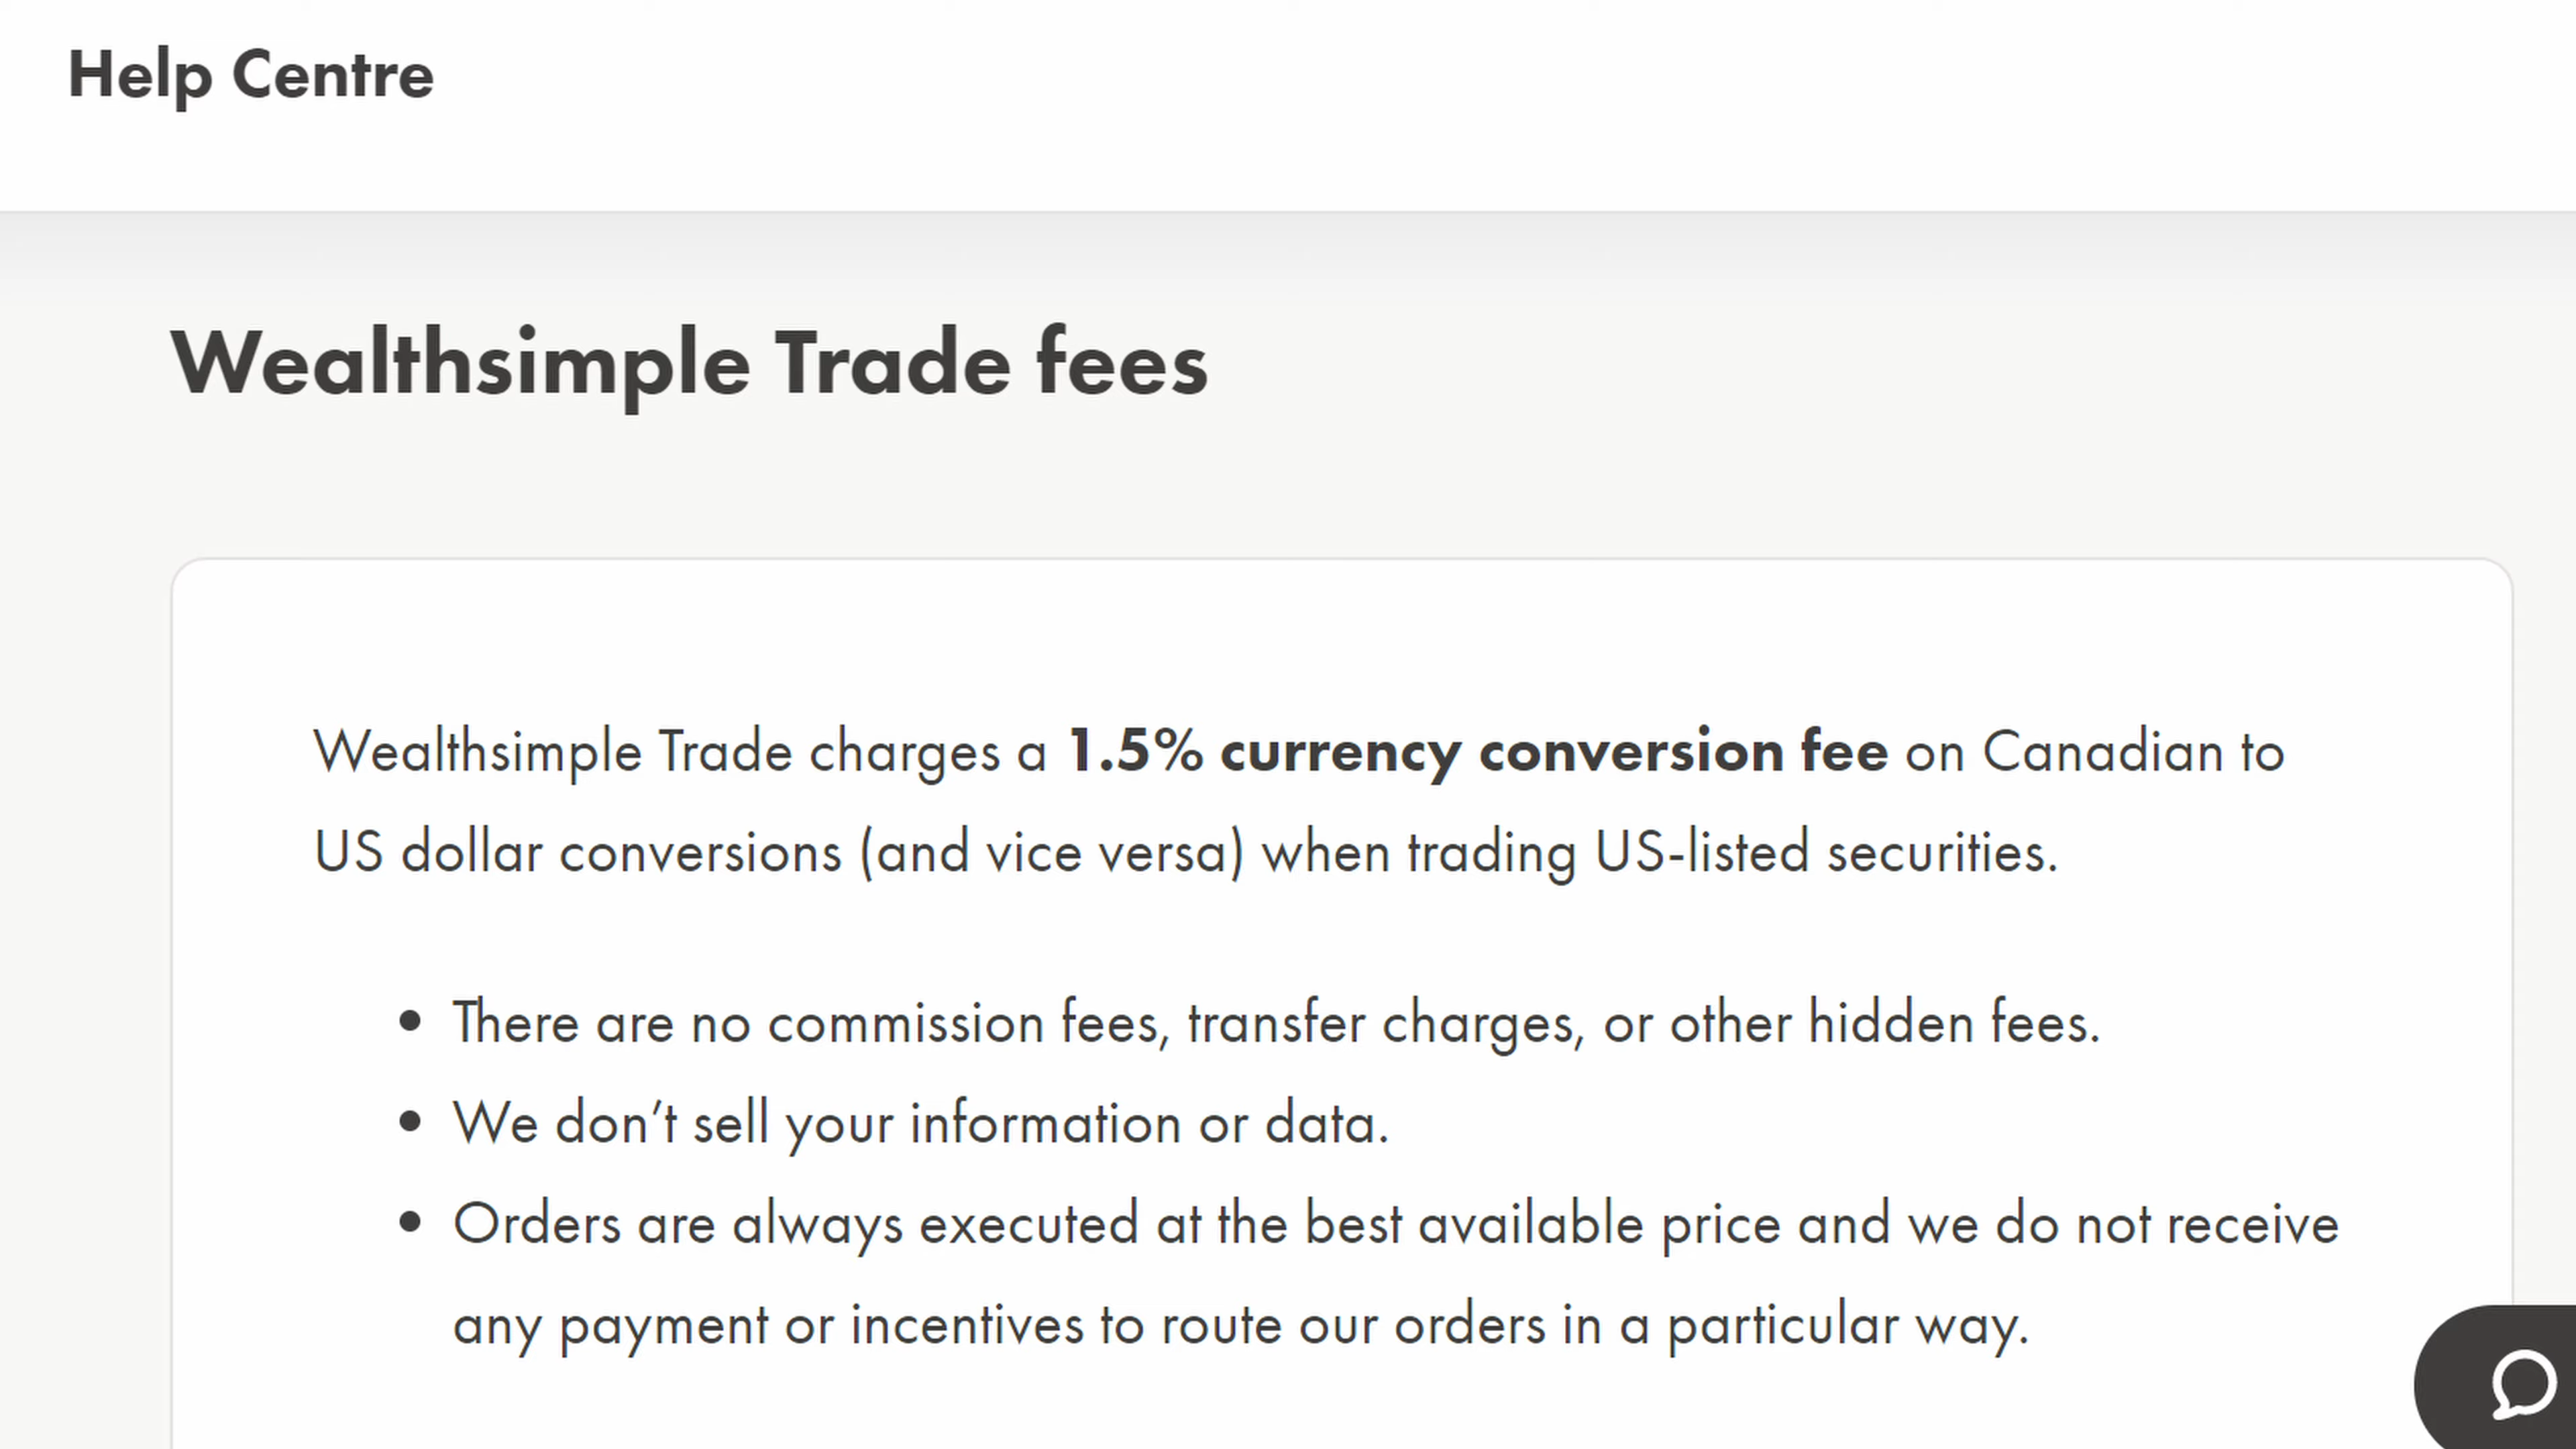 Help Centre
Wealthsimple Trade fees
Wealthsimple Trade charges a 1.5% currency conversion fee on Canadian to
US dollar conversions (and vice versa) when trading US-listed securities.
• There are no commission fees, transfer charges, or other hidden fees.
• We don’t sell your information or data.
• Orders are always executed at the best available price and we do not receive
any payment or incentives to route our orders in a particular way.